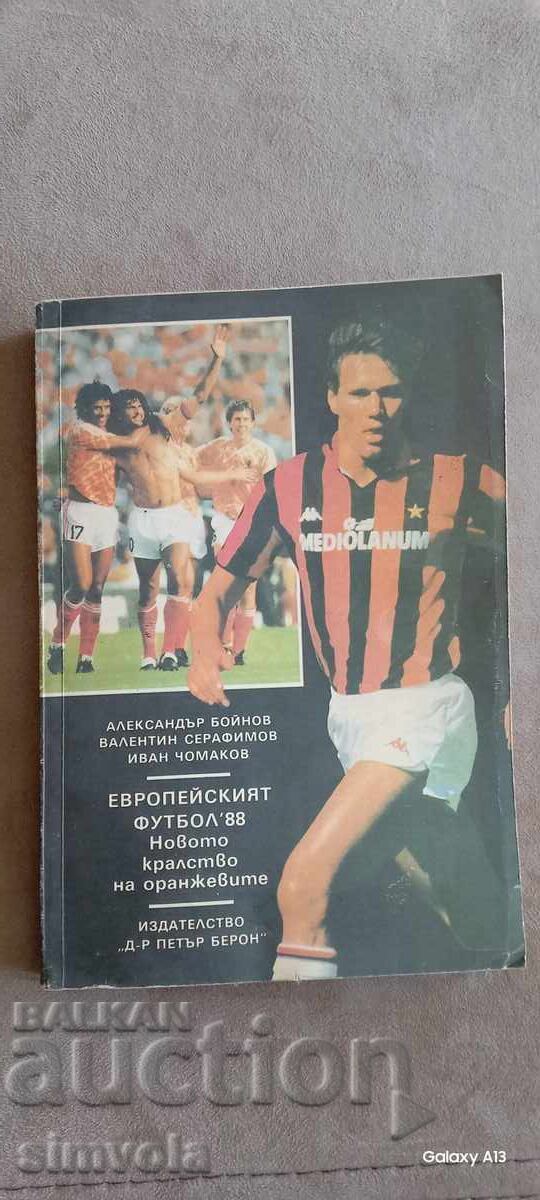 17
MEDIOLANUM
АЛЕКСАНДЪР БОЙНОВ
ВАЛЕНТИН СЕРАФИМОВ
ИВАН ЧОМАКОВ
ЕВРОПЕЙСКИЯТ
ФУТБОЛ'88
Новото
кралство
на оранжевите
ИЗДАТЕЛСТВО
„Д-Р ПЕТЪР БЕРОН"
BALKAN
auction
simvola
Galaxy A13